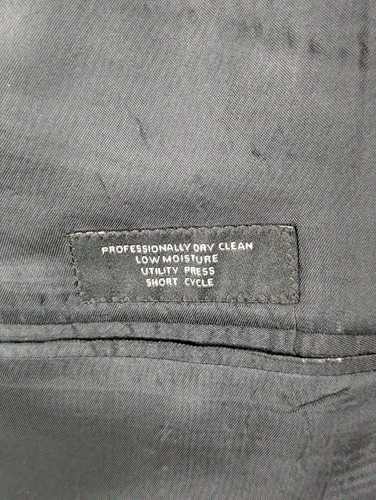 PROFESSIONALLY DRY CLEAN
LOW MOISTURE
UTILITY PRESS
SHORT CYCLE